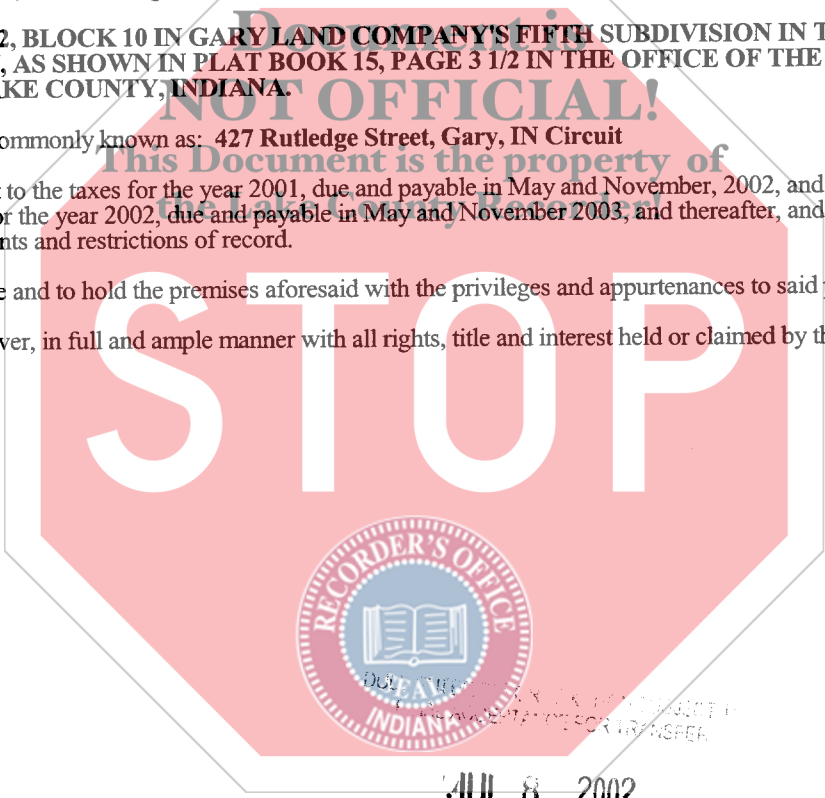 Document is
2, BLOCK 10 IN GARY LAND COMPANY'S FIFTH SUBDIVISION IN T
, AS SHOWN IN PLAT BOOK 15, PAGE 3 1/2 IN THE OFFICE OF THE
KE COUNTY, INDIANA.
NOT OFFICIAL!
ommonly known as: 427 Rutledge Street, Gary, IN Circuit
This Document is the property of
t to the taxes for the year 2001, due and payable in May and November, 2002, and
or the year 2002, due and payable in May and November 2003, and thereafter, and
the Lake County Recorder!
nts and restrictions of record.
e and to hold the premises aforesaid with the privileges and appurtenances to said
ver, in full and ample manner with all rights, title and interest held or claimed by th
STOP
RECORDER'S OFFICE
SEAL
INDIANA
FOR TRANSFER
JUL 8 2002